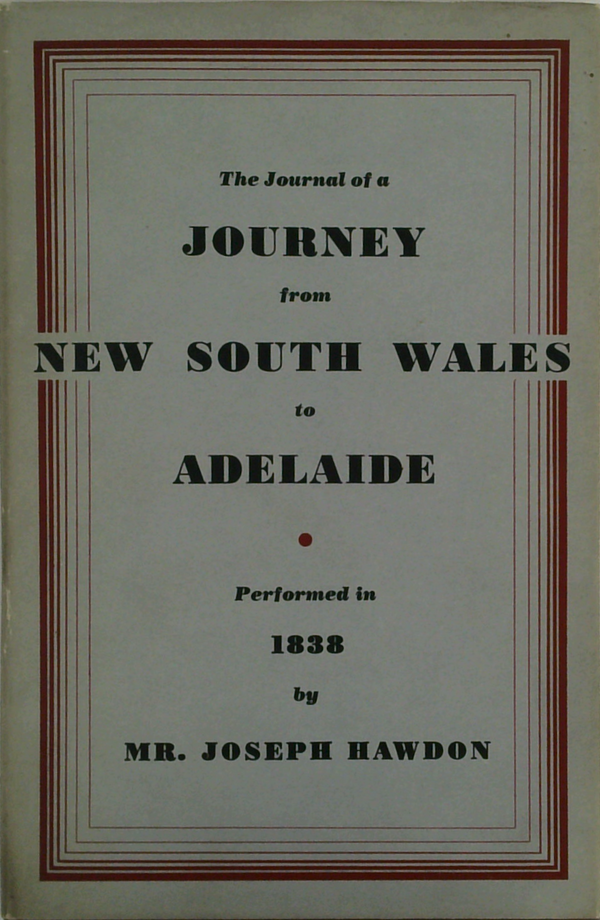 The Journal of a
JOURNEY
from
NEW SOUTH WALES
to
ADELAIDE
Performed in
1838
by
MR. JOSEPH HAWDON